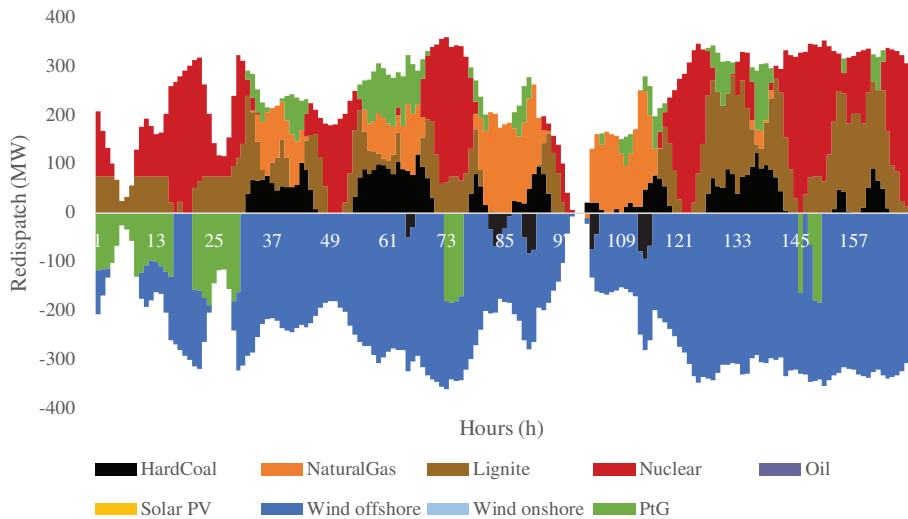 400
300
200
100
0
-100
-200
-300
-400
Redispatch (MW)
1 13 25 37 49 61 73 85 97 109 121 133 145 157
Hours (h)
HardCoal NaturalGas Lignite Nuclear Oil
Solar PV Wind offshore Wind onshore PtG